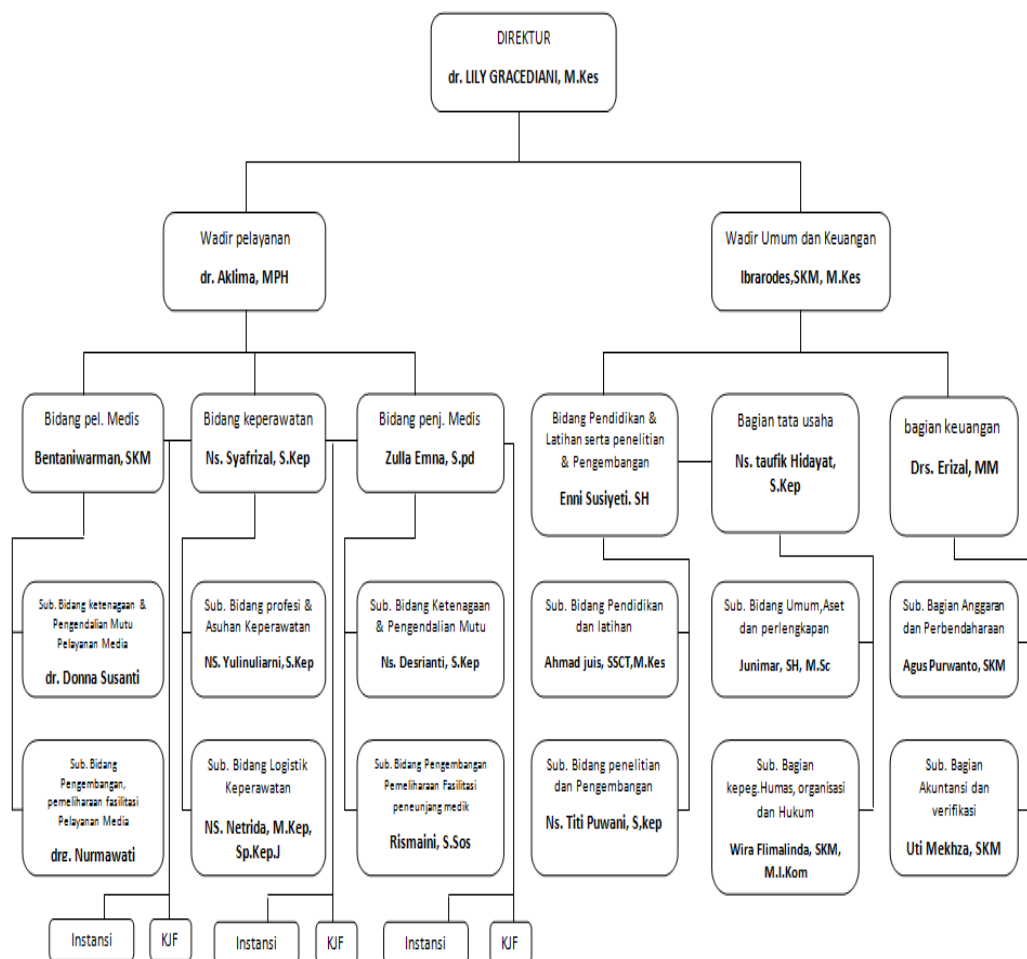 DIREKTUR
dr. LILY GRACEDIANI, M.Kes
Wadir pelayanan
dr. Aklima, MPH
Wadir Umum dan Keuangan
Ibrarodes,SKM, M.Kes
Bidang pel. Medis
Bentaniwarman, SKM
Bidang keperawatan
Ns. Syafrizal, S.Kep
Bidang penj. Medis
Zulla Emna, S.pd
Bidang Pendidikan &
Latihan serta penelitian
& Pengembangan
Enni Susiyeti. SH
Bagian tata usaha
Ns. taufik Hidayat,
S.Kep
bagian keuangan
Drs. Erizal, MM
Sub. Bidang ketenagaan &
Pengendalian Mutu
Pelayanan Media
dr. Donna Susanti
Sub. Bidang profesi &
Asuhan Keperawatan
NS. Yulinuliarni, S.Kep
Sub. Bidang Ketenagaan
& Pengendalian Mutu
Ns. Desrianti, S.Kep
Sub. Bidang Pendidikan
dan latihan
Ahmad juis, SSCT,M.Kes
Sub. Bidang Umum,Aset
dan perlengkapan
Junimar, SH, M.Sc
Sub. Bagian Anggaran
dan Perbendaharaan
Agus Purwanto, SKM
Sub. Bidang
Pengembangan,
pemeliharaan fasilitasi
Pelayanan Media
drg. Nurmawati
Sub. Bidang Logistik
Keperawatan
NS. Netrida, M.Kep,
Sp.Kep.J
Sub. Bidang Pengembangan
Pemeliharaan Fasilitasi
peneunjang medik
Rismaini, S.Sos
Sub. Bidang penelitian
dan Pengembangan
Ns. Titi Puwani, S,kep
Sub. Bagian
kepeg.Humas, organisasi
dan Hukum
Wira Flimalinda, SKM,
M.I.Kom
Sub. Bagian
Akuntansi dan
verifikasi
Uti Mekhza, SKM
Instansi
KJF
Instansi
KJF
Instansi
KJF